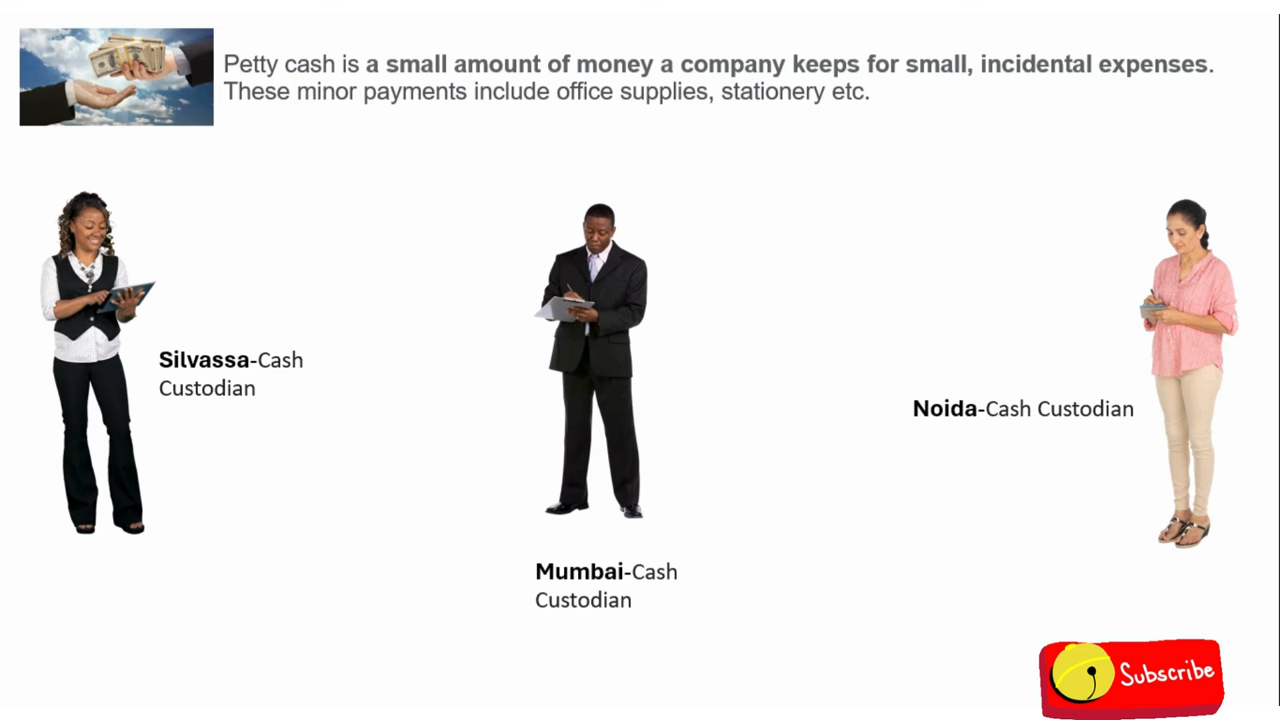 Petty cash is a small amount of money a company keeps for small, incidental expenses.
These minor payments include office supplies, stationery etc.
Silvassa-Cash
Custodian
Noida-Cash Custodian
Mumbai-Cash
Custodian
Subscribe